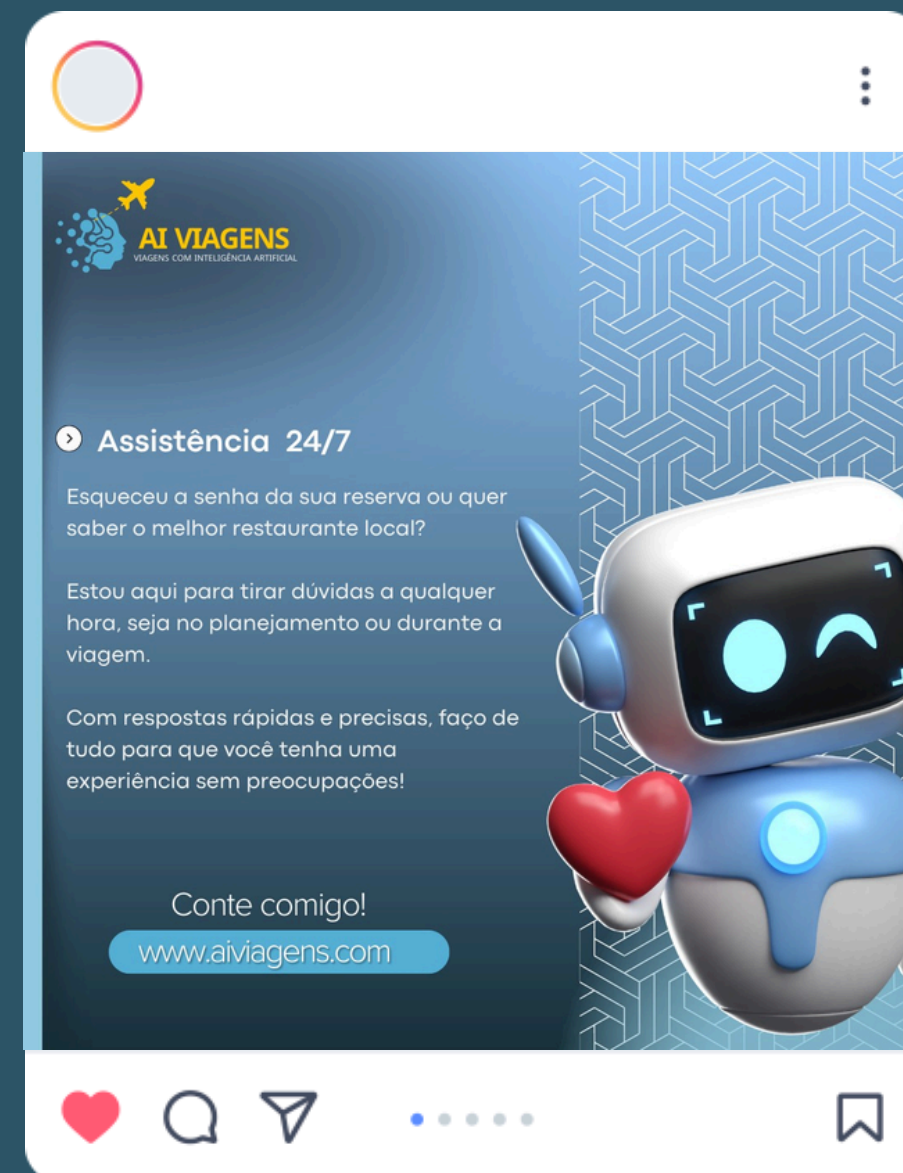 AI VIAGENS
VIAGENS COM INTELIGÊNCIA ARTIFICIAL
Assistência 24/7
Esqueceu a senha da sua reserva ou quer
saber o melhor restaurante local?
Estou aqui para tirar dúvidas a qualquer
hora, seja no planejamento ou durante a
viagem.
Com respostas rápidas e precisas, faço de
tudo para que você tenha uma
experiência sem preocupações!
Conte comigo!
www.aiviagens.com